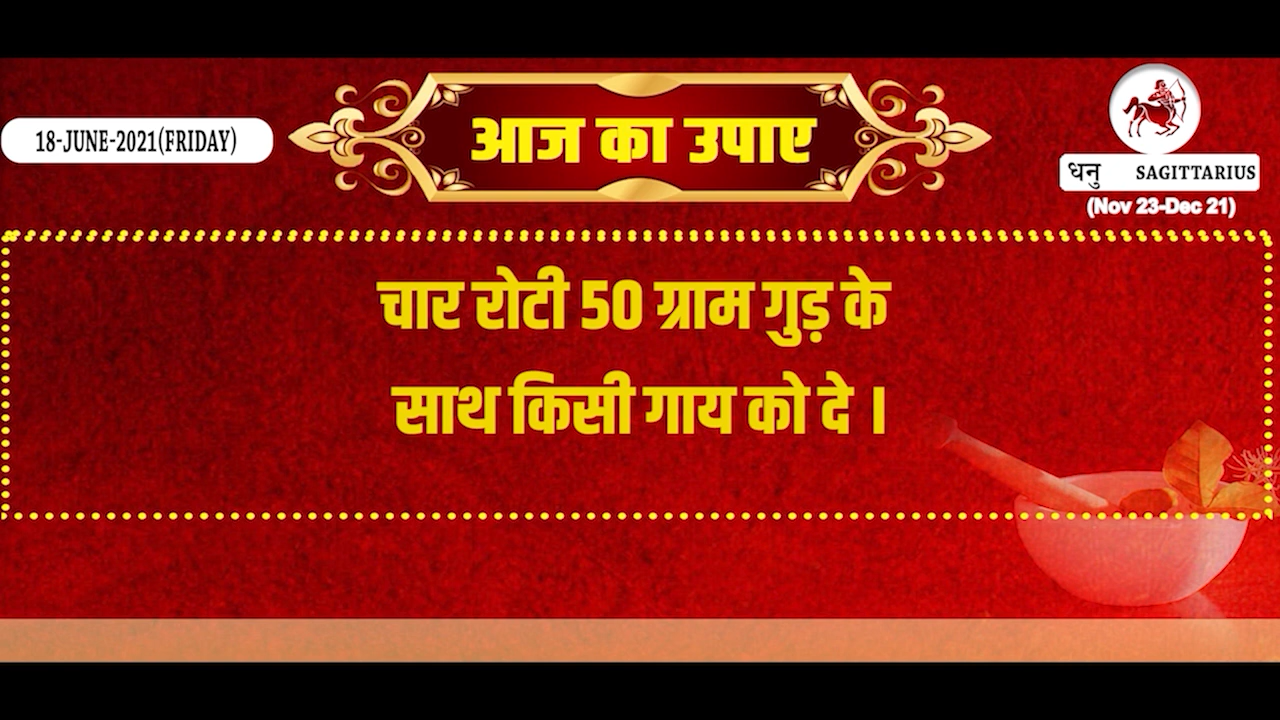 18-JUNE-2021(FRIDAY)
आज का उपाए
धनु SAGITTARIUS
(Nov 23-Dec 21)
चार रोटी 50 ग्राम गुड़ के
साथ किसी गाय को दे ।